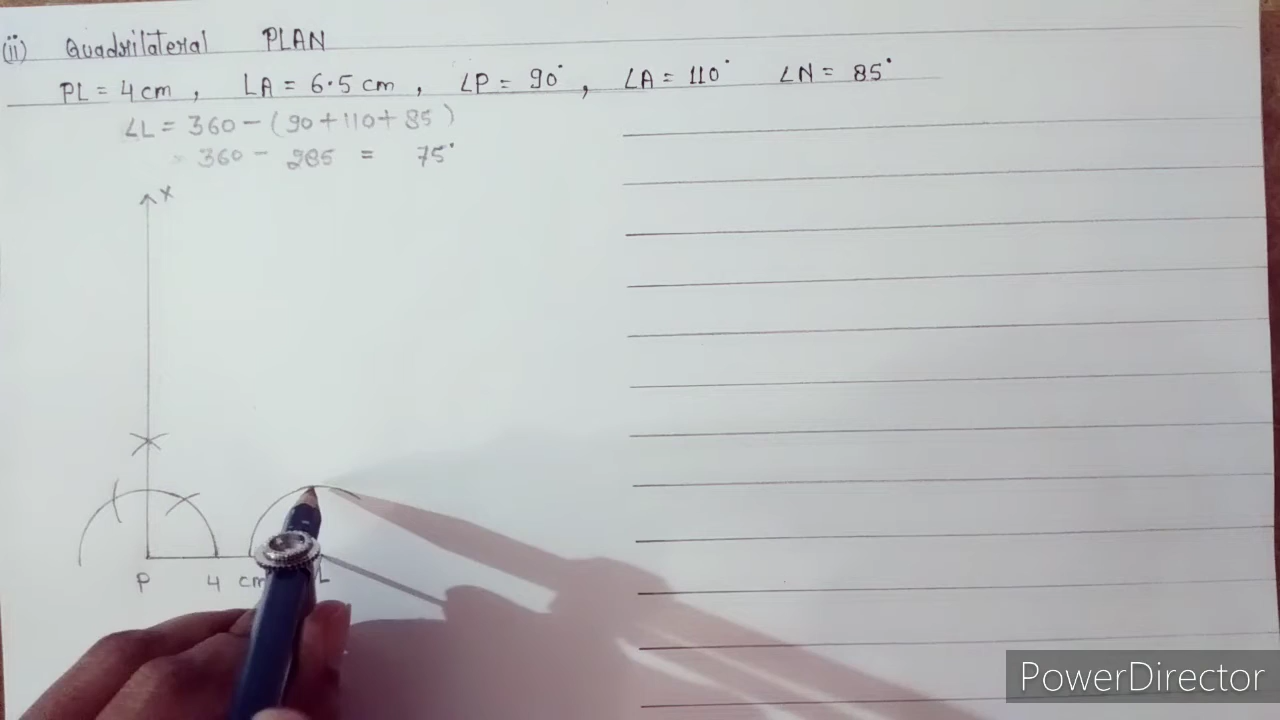 (ii) Quadrilateral PLAN
PL = 4 cm , LA = 6.5 cm , ∠P = 90° , ∠A = 110° ∠N = 85°
∠L = 360 - (90 + 110 + 85)
360 - 285 = 75°
X
P 4 cm L
PowerDirector